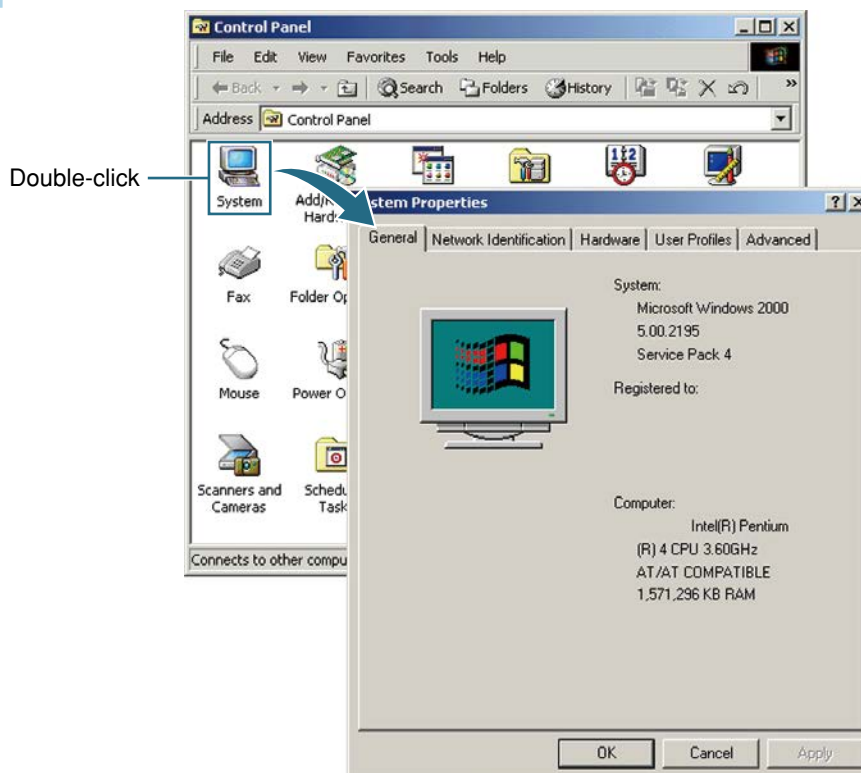 Control Panel
File Edit View Favorites Tools Help
Back Search Folders History »
Address Control Panel
Double-click
System
Fax
Mouse
Scanners and
Cameras
Connects to other
System Properties
General Network Identification Hardware User Profiles Advanced
System:
Microsoft Windows 2000
5.00.2195
Service Pack 4
Registered to:
Computer:
Intel(R) Pentium
(R) 4 CPU 3.60GHz
AT/AT COMPATIBLE
1,571,296 KB RAM
OK Cancel Apply